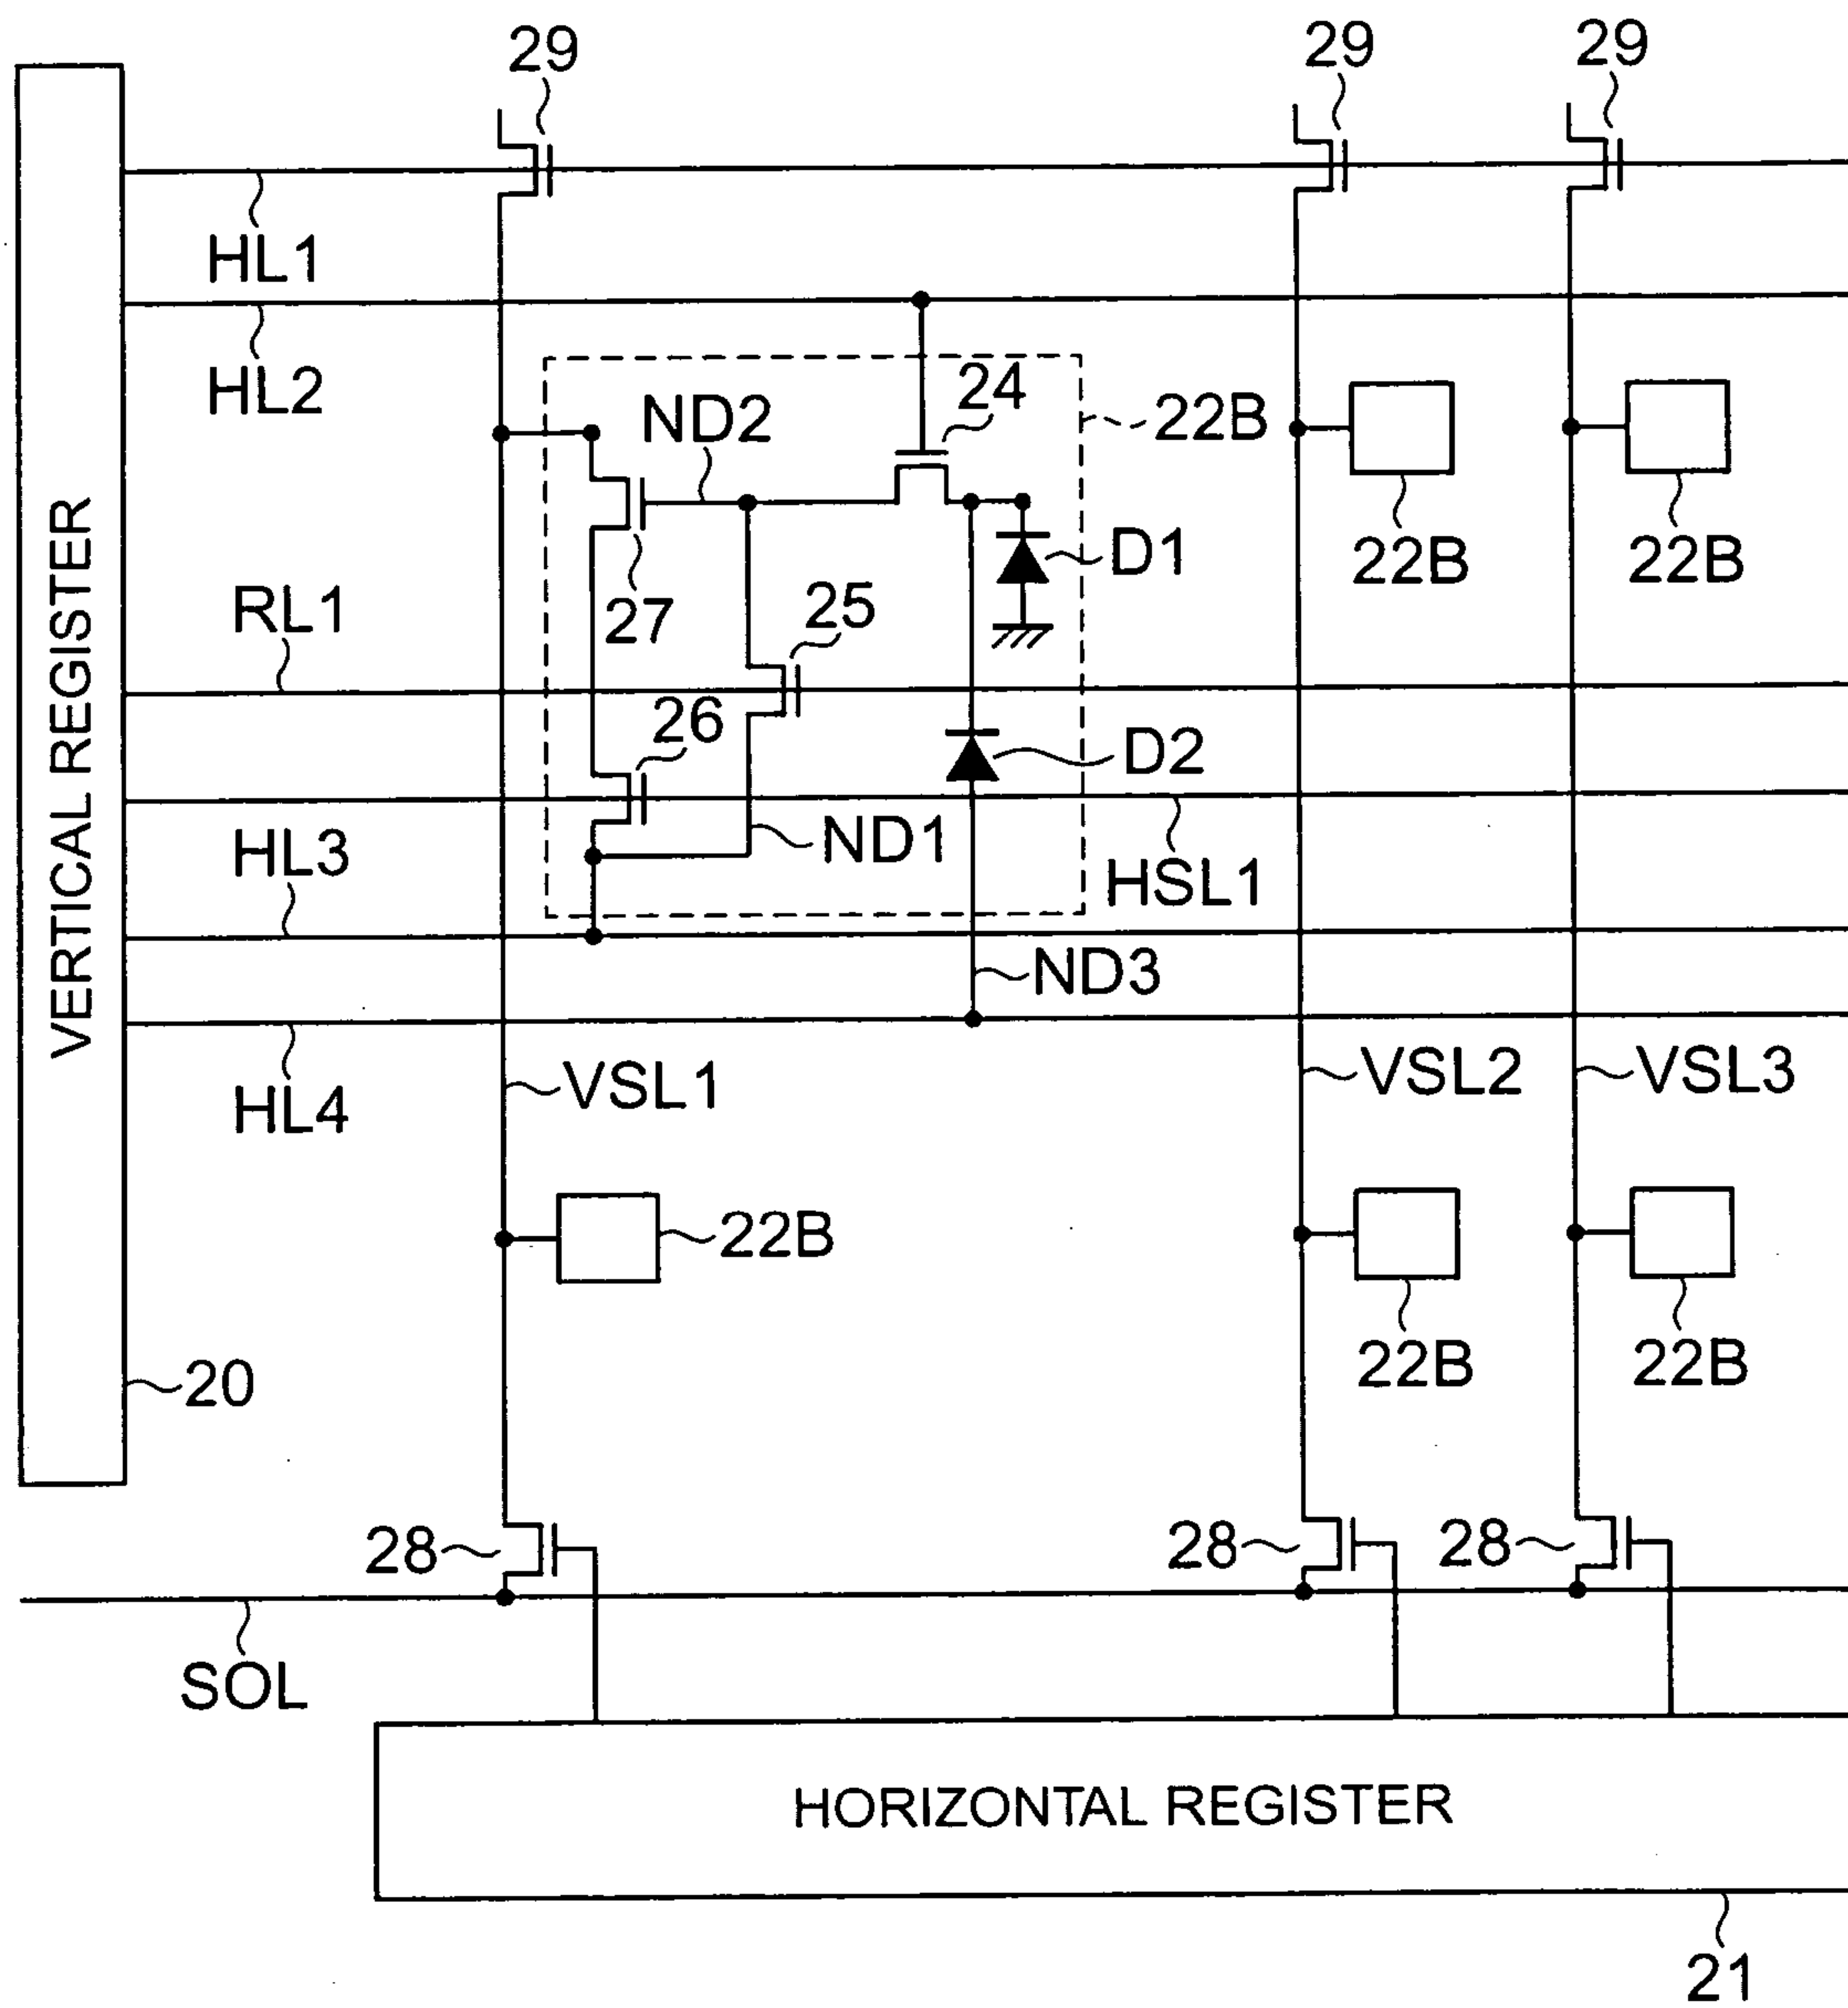 29
29
29
HL1
HL2
24
22B
ND2
D1
22B
22B
27
25
RL1
26
D2
ND1
HL3
HSL1
ND3
VERTICAL REGISTER
VSL1
VSL2
VSL3
HL4
22B
22B
22B
20
28
28
28
SOL
HORIZONTAL REGISTER
21